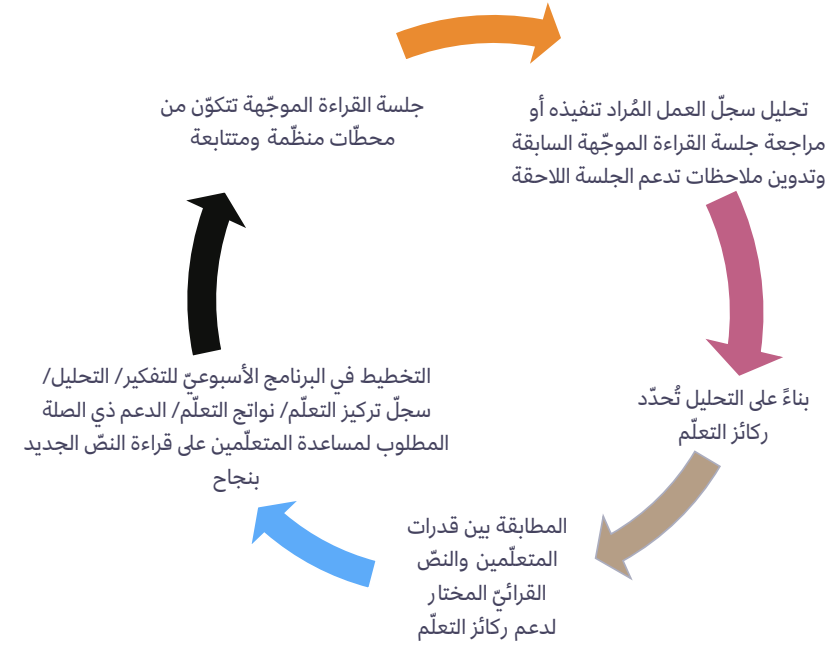 جلسة القراءة الموجّهة تتكوّن من
محطّات منظّمة ومتتابعة
تحليل سجلّ العمل المُراد تنفيذه أو
مراجعة جلسة القراءة الموجّهة السابقة
وتدوين ملاحظات تدعم الجلسة اللاحقة
بناءً على التحليل تُحدّد
ركائز التعلّم
المطابقة بين قدرات
المتعلّمين والنصّ
القرائيّ المختار
لدعم ركائز التعلّم
التخطيط في البرنامج الأسبوعيّ للتفكير/ التحليل/
سجلّ تركيز التعلّم/ نواتج التعلّم/ الدعم ذي الصلة
المطلوب لمساعدة المتعلّمين على قراءة النصّ الجديد
بنجاح